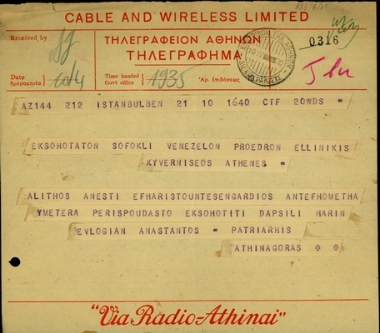 CABLE AND WIRELESS LIMITED
Received by
ΤΗΛΕΓΡΑΦΕΙΟΝ ΑΘΗΝΩΝ
ΤΗΛΕΓΡΑΦΗΜΑ
0316
Date
Time handed
1935
AZ144 212 ISTANBULBEN 21 10 1640 CTF 20WDS =
EKSOHOTATON SOFOKLI VENEZELON PROEDRON ELLINIKIS
KYVERNISEOS ATHENES =
ALITHOS ANESTI EFHARISTOUNTESENGARDIOS ANTEFHOMETHA
YMETERA PERISPOUDASTO EKSOHOTITI DAPSILI HARIN
EVLOGIAN ANASTANTOS = PATRIARHIS
ATHINAGORAS
"Via Radio-Athinai"